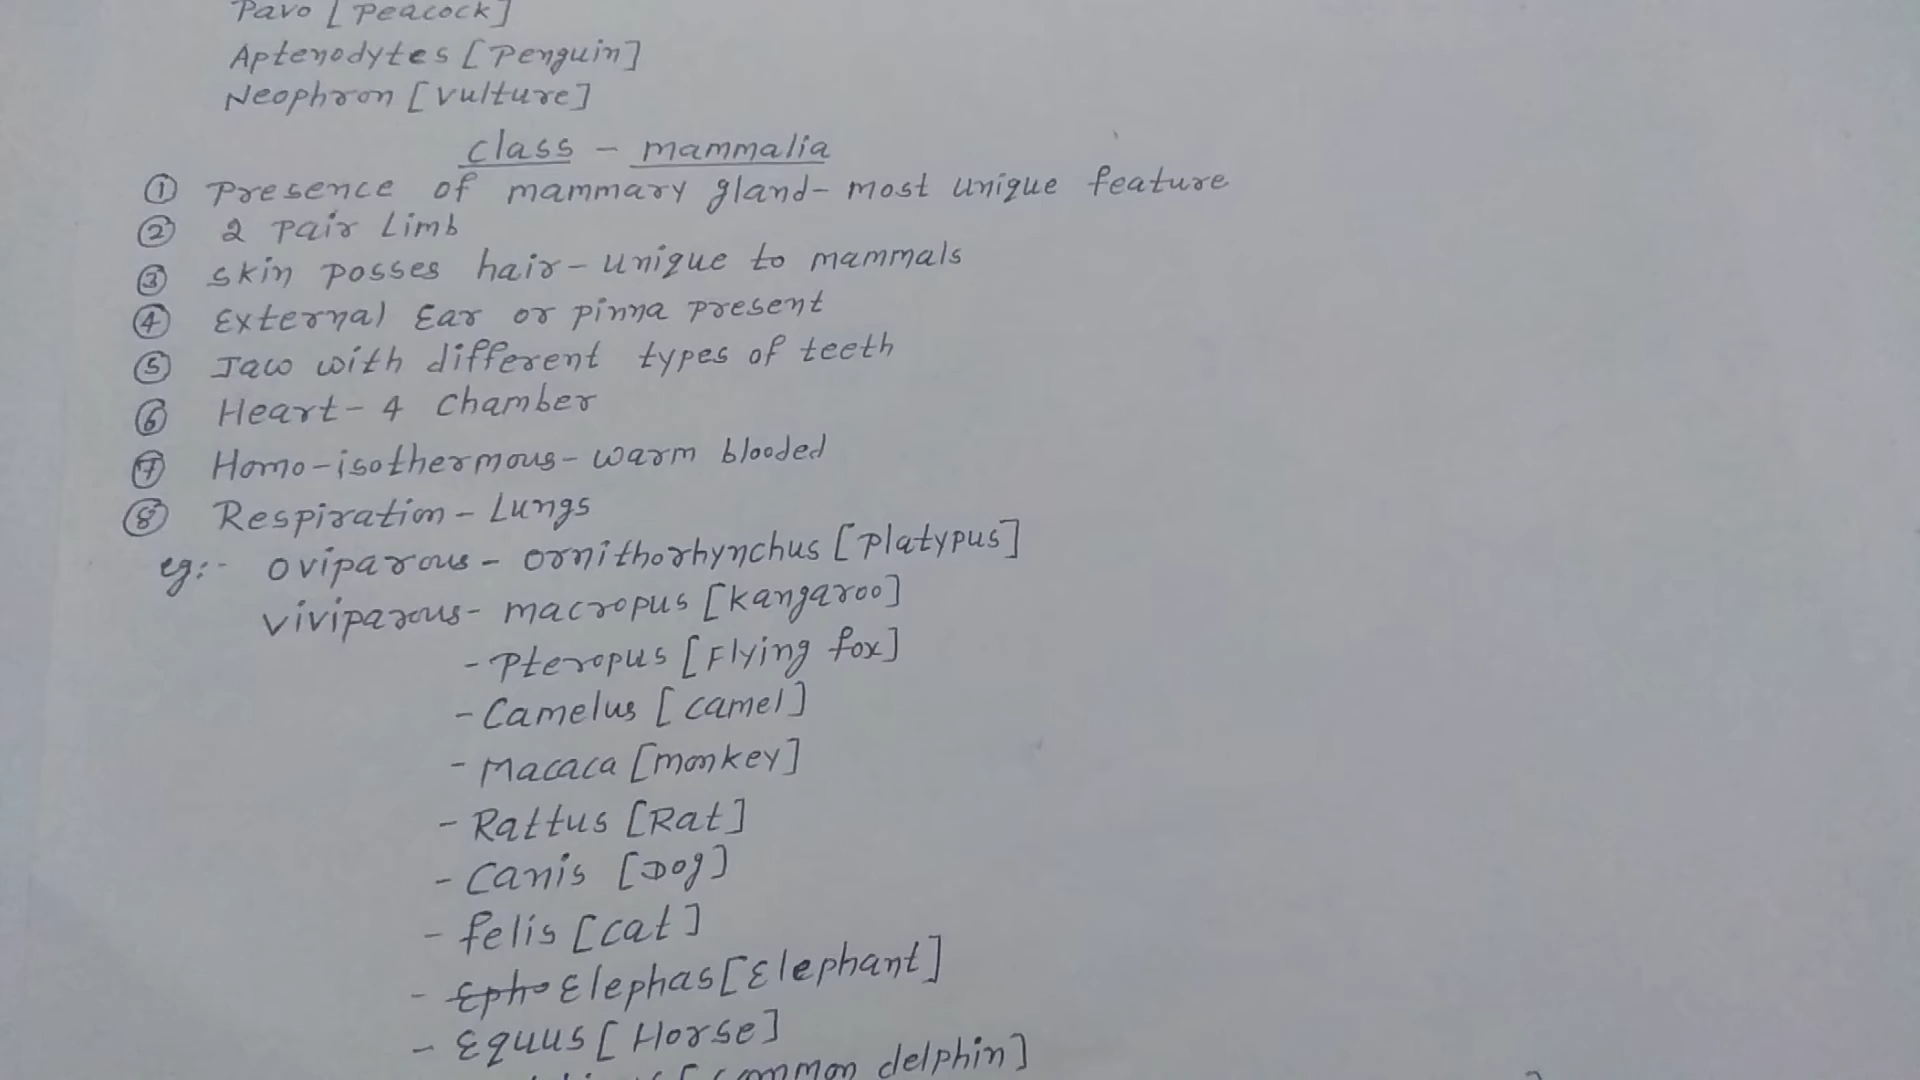 Pavo [Peacock]
Aptenodytes [Penguin]
Neophron [Vulture]
class - mammalia
① Presence of mammary gland- most unique feature
② 2 pair Limb
③ skin posses hair - unique to mammals
④ External Ear or pinna present
⑤ Jaw with different types of teeth
⑥ Heart - 4 chamber
⑦ Homo-isothermous - warm blooded
⑧ Respiration - Lungs
eg:- oviparous - ornithorhynchus [platypus]
viviparous - macropus [kangaroo]
- Pteropus [Flying fox]
- Camelus [camel]
- Macaca [monkey]
- Rattus [Rat]
- Canis [Dog]
- felis [cat]
- Epho Elephas [Elephant]
- Equus [Horse]
[common delphin]